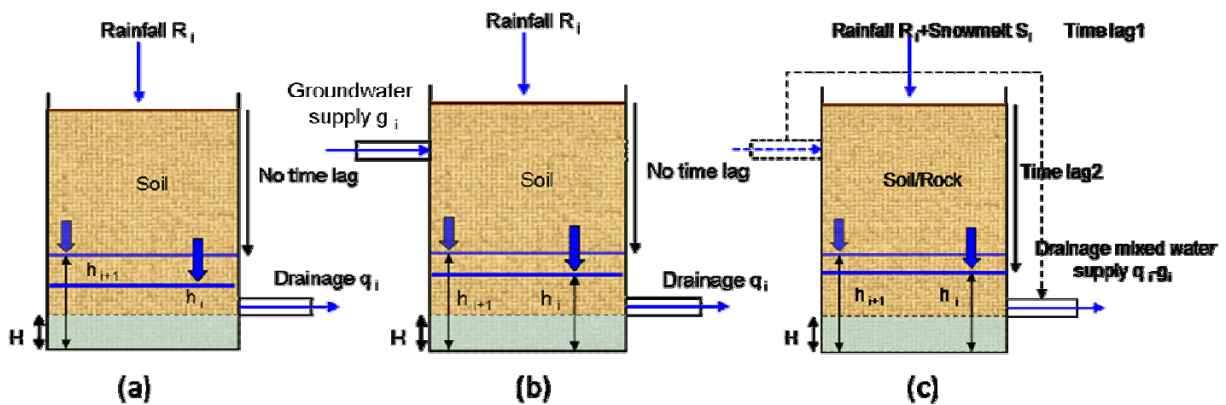 Rainfall R i
Soil
No time lag
h i+1
h i
Drainage q i
H
(a)
Rainfall R i
Groundwater
supply g i
Soil
No time lag
h i+1
h i
Drainage q i
H
(b)
Rainfall R i+Snowmelt S i
Time lag1
Soil/Rock
Time lag2
h i+1
h i
Drainage mixed water
supply q i-g i
H
(c)